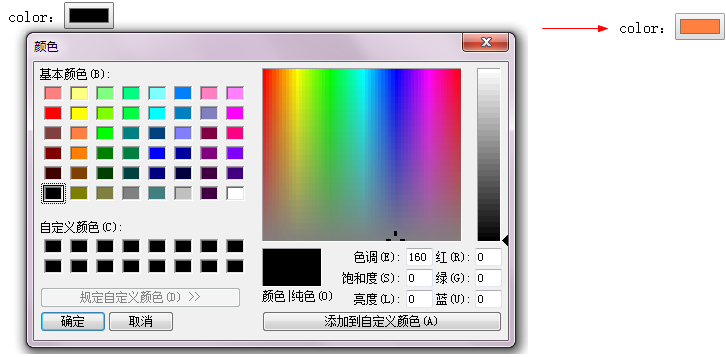 color:
color:
颜色
基本颜色(B):
自定义颜色(C):
规定自定义颜色(D) >>
确定 取消
颜色|纯色(O)
色调(E): 160 红(R): 0
饱和度(S): 0 绿(G): 0
亮度(L): 0 蓝(U): 0
添加到自定义颜色(A)